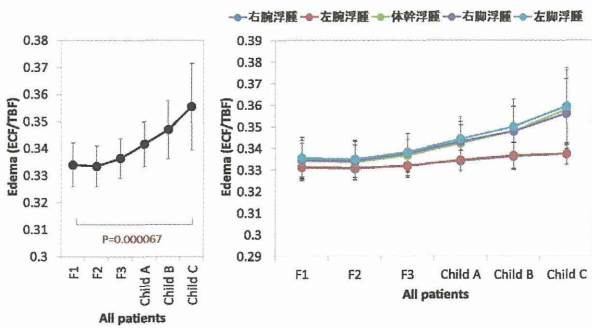 Edema (ECF/TBF)
0.38
0.37
0.36
0.35
0.34
0.33
0.32
0.31
0.3
P=0.000067
F1
F2
F3
Child A
Child B
Child C
All patients
右腕浮腫 左腕浮腫 体幹浮腫 右脚浮腫 左脚浮腫
Edema (ECF/TBF)
0.39
0.38
0.37
0.36
0.35
0.34
0.33
0.32
0.31
0.3
0.29
F1 F2 F3 Child A Child B Child C
All patients